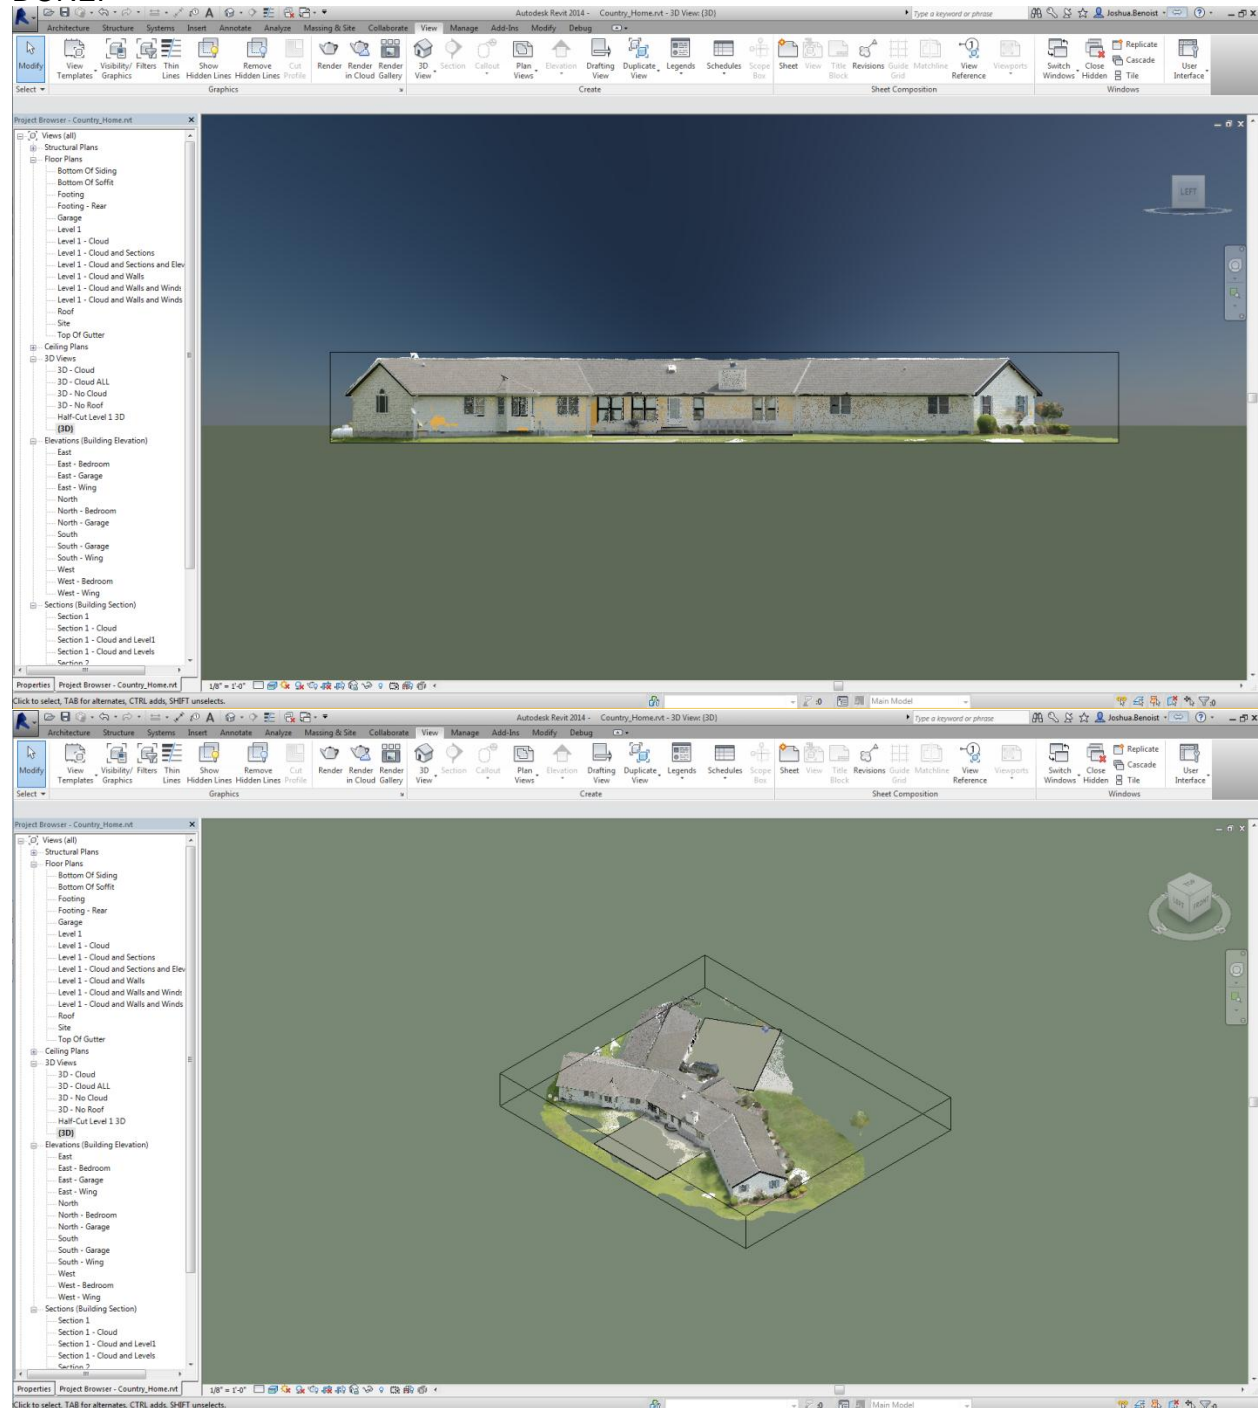 DONE!
Autodesk Revit 2014 - Country_Home.rvt - 3D View: {3D}
Type a keyword or phrase
Joshua.Benoist
Architecture Structure Systems Insert Annotate Analyze Massing & Site Collaborate View Manage Add-Ins Modify Debug
Modify View Templates Visibility/ Graphics Filters Thin Lines Show Hidden Lines Remove Hidden Lines Cut Profile Render Render in Cloud Render Gallery 3D View Section Callout Plan Views Elevation Drafting View Duplicate View Legends Schedules Scope Box Sheet View Title Block Revisions Guide Grid Matchline View Reference Viewports Switch Windows Close Hidden Replicate Cascade Tile User Interface
Select Graphics Create Sheet Composition Windows
Project Browser - Country_Home.rvt
LEFT
Views (all)
Structural Plans
Floor Plans
Bottom Of Siding
Bottom Of Soffit
Footing
Footing - Rear
Garage
Level 1
Level 1 - Cloud
Level 1 - Cloud and Sections
Level 1 - Cloud and Sections and Elev
Level 1 - Cloud and Walls
Level 1 - Cloud and Walls and Winds
Level 1 - Cloud and Walls and Winds
Roof
Site
Top Of Gutter
Ceiling Plans
3D Views
3D - Cloud
3D - Cloud ALL
3D - No Cloud
3D - No Roof
Half-Cut Level 1 3D
{3D}
Elevations (Building Elevation)
East
East - Bedroom
East - Garage
East - Wing
North
North - Bedroom
North - Garage
South
South - Garage
South - Wing
West
West - Bedroom
West - Wing
Sections (Building Section)
Section 1
Section 1 - Cloud
Section 1 - Cloud and Level1
Section 1 - Cloud and Levels
Section 2
Properties Project Browser - Country_Home.rvt 1/8" = 1'-0"
Click to select, TAB for alternates, CTRL adds, SHIFT unselects. :0 Main Model :0
Autodesk Revit 2014 - Country_Home.rvt - 3D View: {3D}
Type a keyword or phrase
Joshua.Benoist
Architecture Structure Systems Insert Annotate Analyze Massing & Site Collaborate View Manage Add-Ins Modify Debug
Modify View Templates Visibility/ Graphics Filters Thin Lines Show Hidden Lines Remove Hidden Lines Cut Profile Render Render in Cloud Render Gallery 3D View Section Callout Plan Views Elevation Drafting View Duplicate View Legends Schedules Scope Box Sheet View Title Block Revisions Guide Grid Matchline View Reference Viewports Switch Windows Close Hidden Replicate Cascade Tile User Interface
Select Graphics Create Sheet Composition Windows
Project Browser - Country_Home.rvt
TOP
LEFT FRONT
Views (all)
Structural Plans
Floor Plans
Bottom Of Siding
Bottom Of Soffit
Footing
Footing - Rear
Garage
Level 1
Level 1 - Cloud
Level 1 - Cloud and Sections
Level 1 - Cloud and Sections and Elev
Level 1 - Cloud and Walls
Level 1 - Cloud and Walls and Winds
Level 1 - Cloud and Walls and Winds
Roof
Site
Top Of Gutter
Ceiling Plans
3D Views
3D - Cloud
3D - Cloud ALL
3D - No Cloud
3D - No Roof
Half-Cut Level 1 3D
{3D}
Elevations (Building Elevation)
East
East - Bedroom
East - Garage
East - Wing
North
North - Bedroom
North - Garage
South
South - Garage
South - Wing
West
West - Bedroom
West - Wing
Sections (Building Section)
Section 1
Section 1 - Cloud
Section 1 - Cloud and Level1
Section 1 - Cloud and Levels
Section 2
Properties Project Browser - Country_Home.rvt 1/8" = 1'-0"
Click to select, TAB for alternates, CTRL adds, SHIFT unselects. :0 Main Model :0